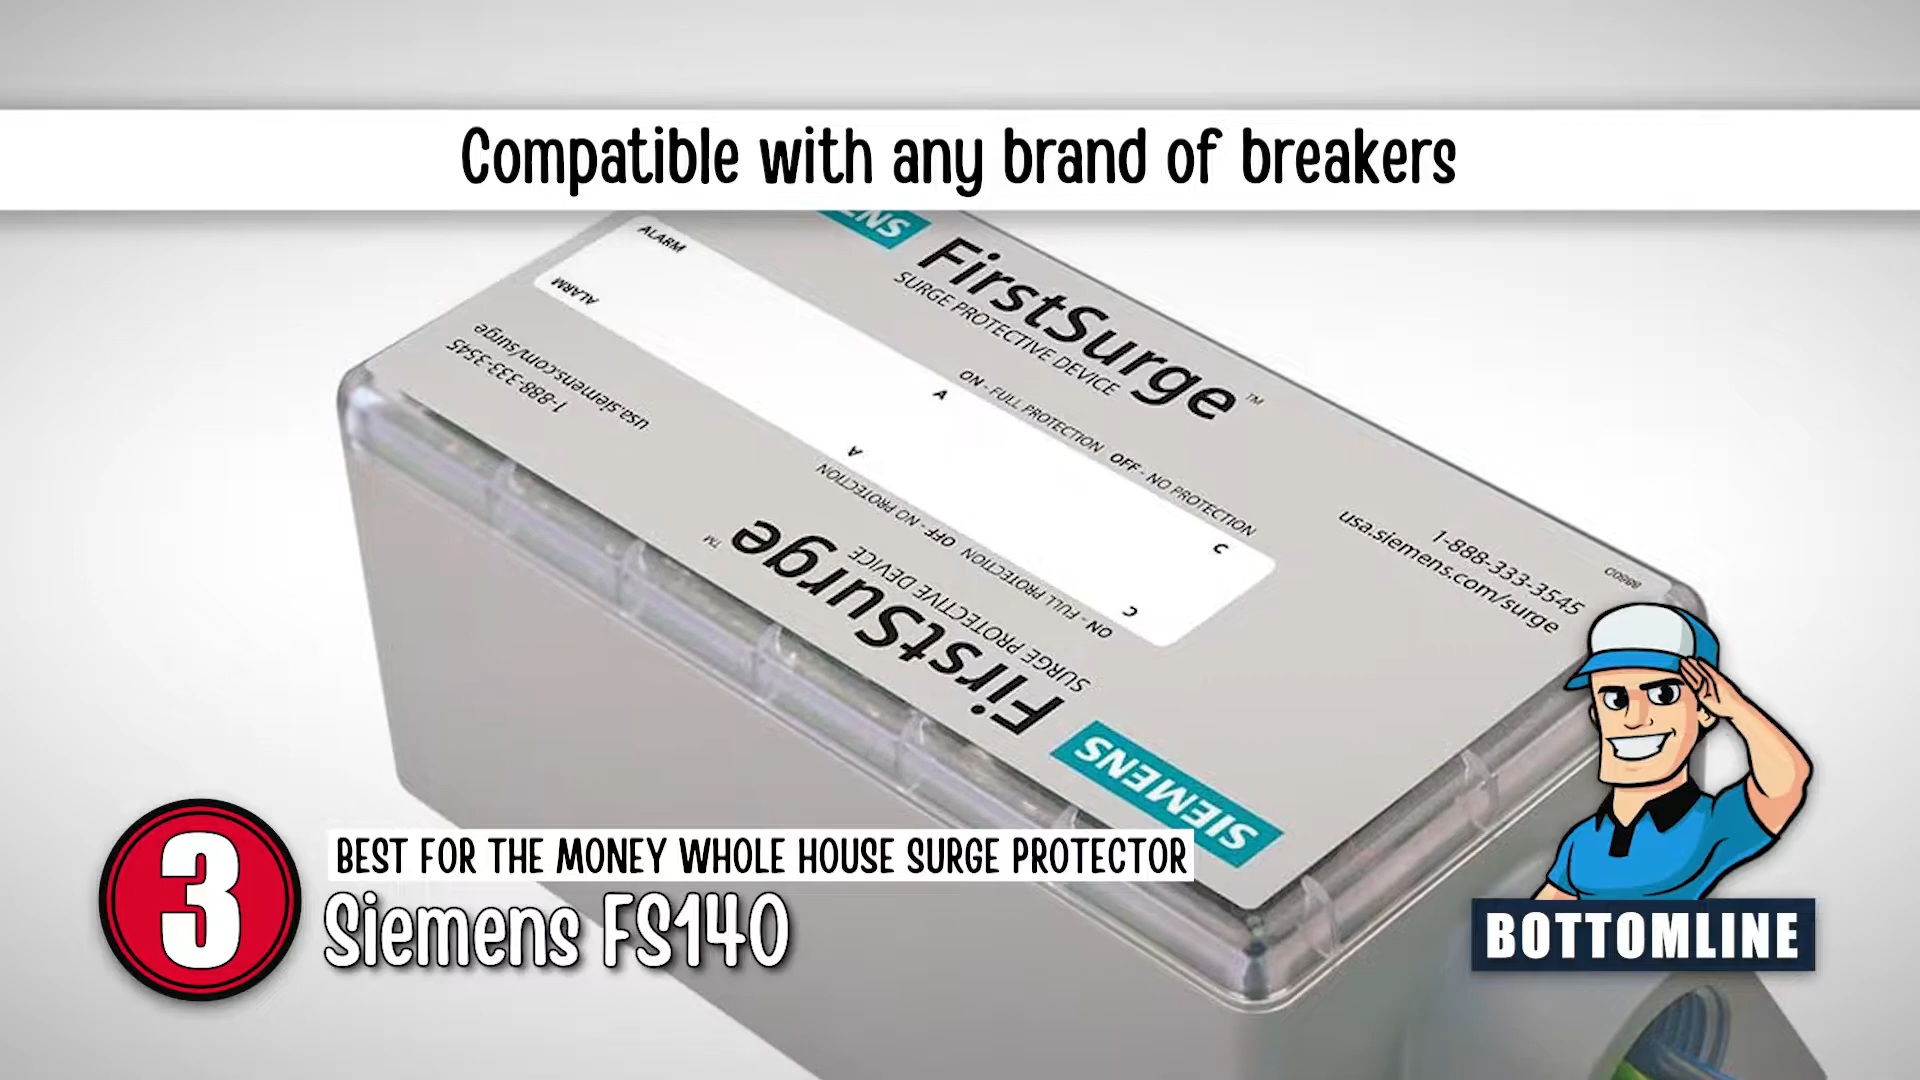 Compatible with any brand of breakers
FirstSurge™
SURGE PROTECTIVE DEVICE
ALARM
ALARM
A
ON - FULL PROTECTION OFF - NO PROTECTION
C
1-888-333-3545
usa.siemens.com/surge
usa.siemens.com/surge
1-888-333-3545
A
ON - FULL PROTECTION OFF - NO PROTECTION
C
SURGE PROTECTIVE DEVICE
FirstSurge™
SIEMENS
3
BEST FOR THE MONEY WHOLE HOUSE SURGE PROTECTOR
Siemens FS140
BOTTOMLINE